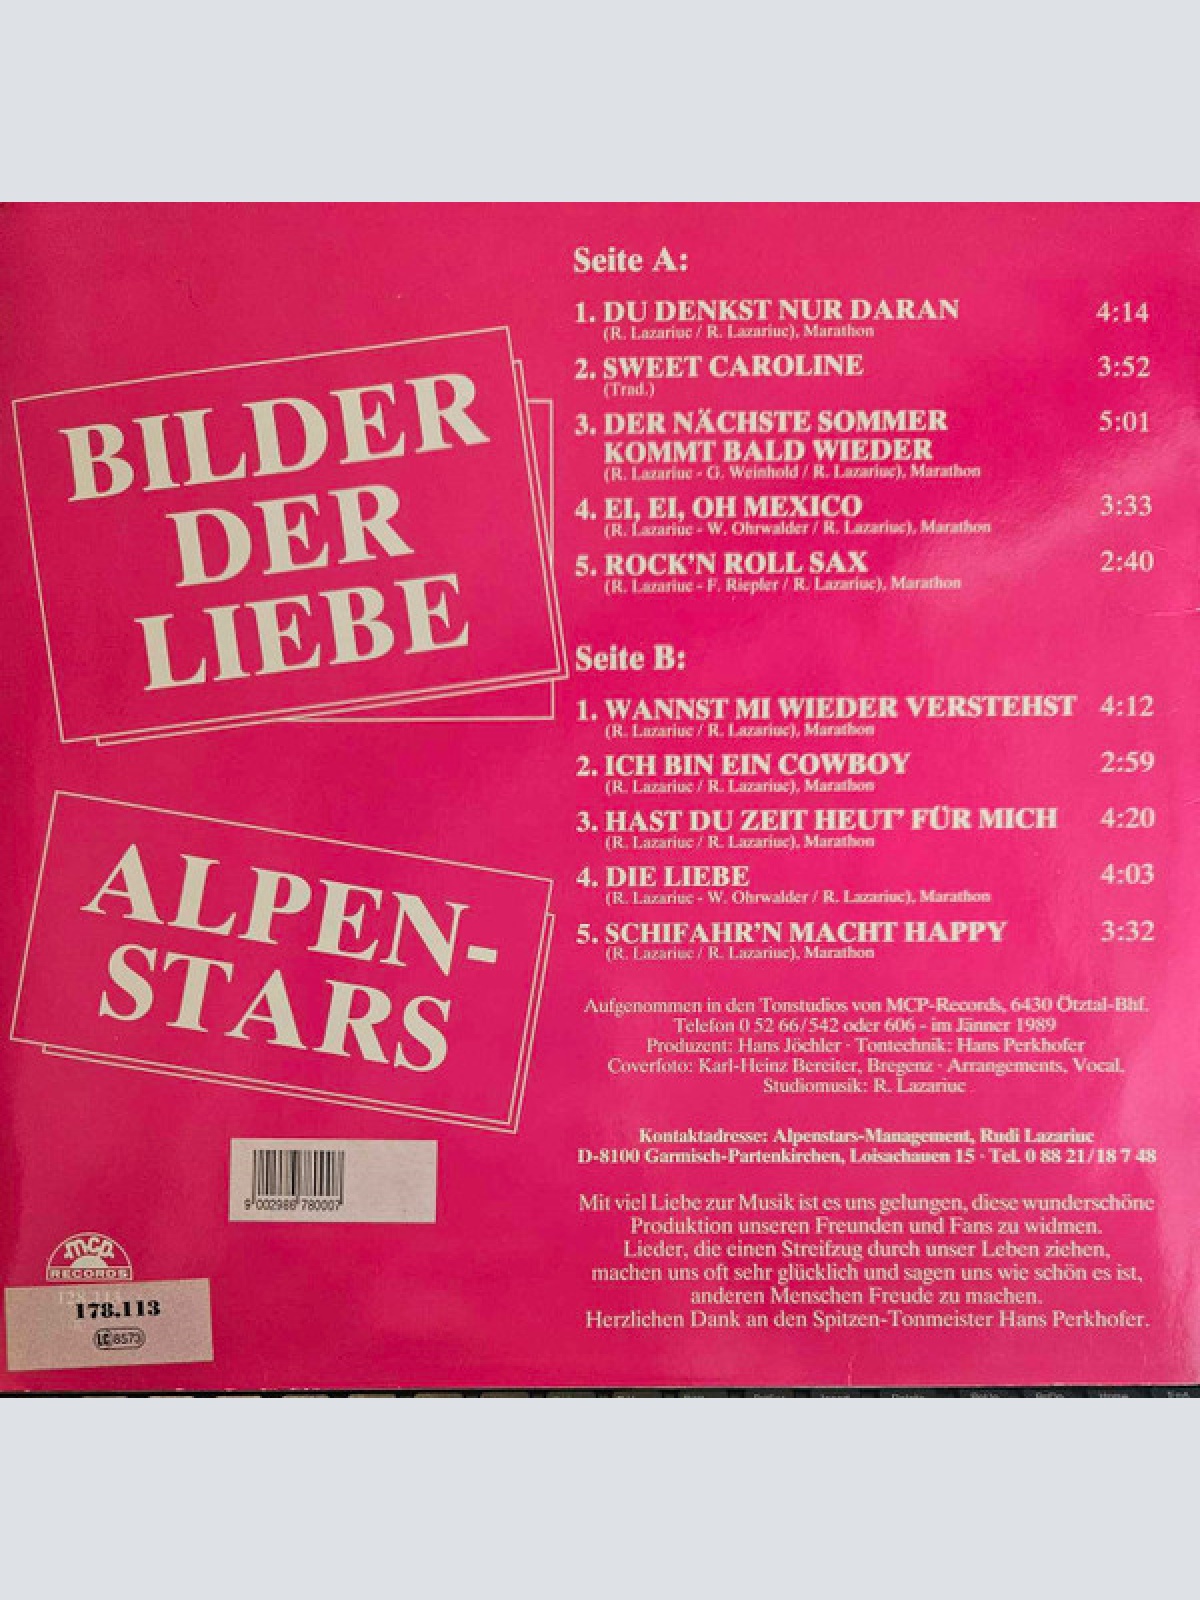 BILDER
DER
LIEBE
ALPEN-
STARS
9 002986 780007
mcp
RECORDS
178.113
LC 8573
Seite A:
1. DU DENKST NUR DARAN 4:14
(R. Lazariuc / R. Lazariuc), Marathon
2. SWEET CAROLINE 3:52
(Trad.)
3. DER NÄCHSTE SOMMER 5:01
KOMMT BALD WIEDER
(R. Lazariuc - G. Weinhold / R. Lazariuc), Marathon
4. EI, EI, OH MEXICO 3:33
(R. Lazariuc - W. Ohrwalder / R. Lazariuc), Marathon
5. ROCK'N ROLL SAX 2:40
(R. Lazariuc - F. Riepler / R. Lazariuc), Marathon
Seite B:
1. WANNST MI WIEDER VERSTEHST 4:12
(R. Lazariuc / R. Lazariuc), Marathon
2. ICH BIN EIN COWBOY 2:59
(R. Lazariuc / R. Lazariuc), Marathon
3. HAST DU ZEIT HEUT' FÜR MICH 4:20
(R. Lazariuc / R. Lazariuc), Marathon
4. DIE LIEBE 4:03
(R. Lazariuc - W. Ohrwalder / R. Lazariuc), Marathon
5. SCHIFAHR'N MACHT HAPPY 3:32
(R. Lazariuc / R. Lazariuc), Marathon
Aufgenommen in den Tonstudios von MCP-Records, 6430 Ötztal-Bhf.
Telefon 0 52 66/542 oder 606 - im Jänner 1989
Produzent: Hans Jöchler · Tontechnik: Hans Perkhofer
Coverfoto: Karl-Heinz Bereiter, Bregenz · Arrangements, Vocal,
Studiomusik: R. Lazariuc
Kontaktadresse: Alpenstars-Management, Rudi Lazariuc
D-8100 Garmisch-Partenkirchen, Loisachauen 15 · Tel. 0 88 21/18 7 48
Mit viel Liebe zur Musik ist es uns gelungen, diese wunderschöne
Produktion unseren Freunden und Fans zu widmen.
Lieder, die einen Streifzug durch unser Leben ziehen,
machen uns oft sehr glücklich und sagen uns wie schön es ist,
anderen Menschen Freude zu machen.
Herzlichen Dank an den Spitzen-Tonmeister Hans Perkhofer.